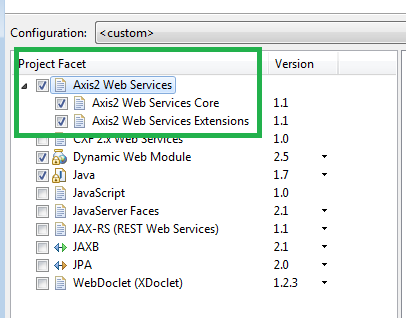 Configuration: <custom>
Project Facet Version
Axis2 Web Services
Axis2 Web Services Core 1.1
Axis2 Web Services Extensions 1.1
CXF 2.x Web Services 1.0
Dynamic Web Module 2.5
Java 1.7
JavaScript 1.0
JavaServer Faces 2.1
JAX-RS (REST Web Services) 1.1
JAXB 2.1
JPA 2.0
WebDoclet (XDoclet) 1.2.3